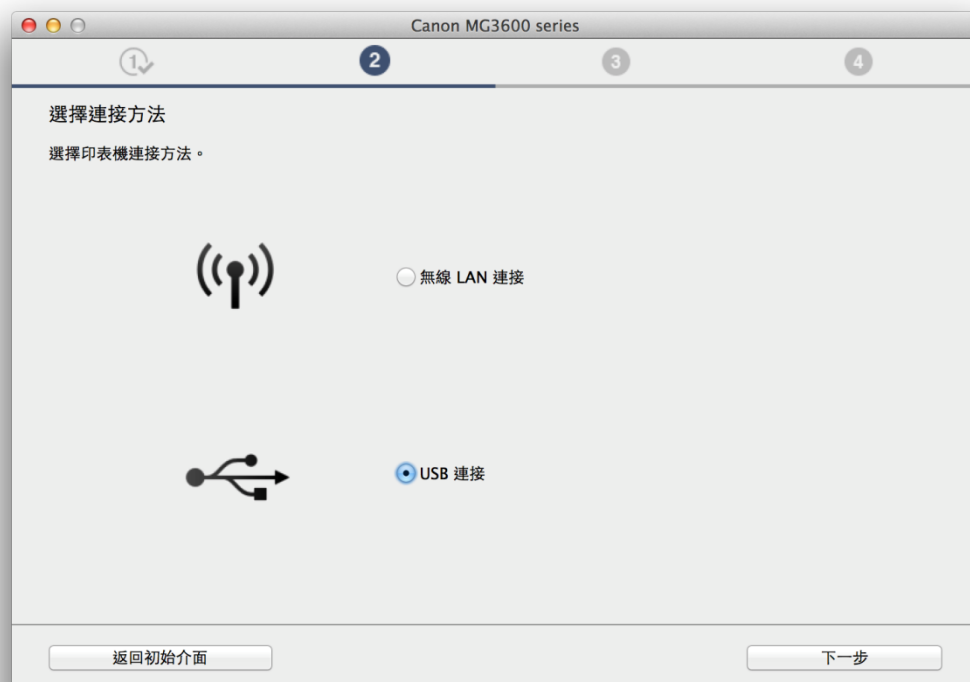 Canon MG3600 series
1 2 3 4
選擇連接方法
選擇印表機連接方法。
無線 LAN 連接
USB 連接
返回初始介面 下一步